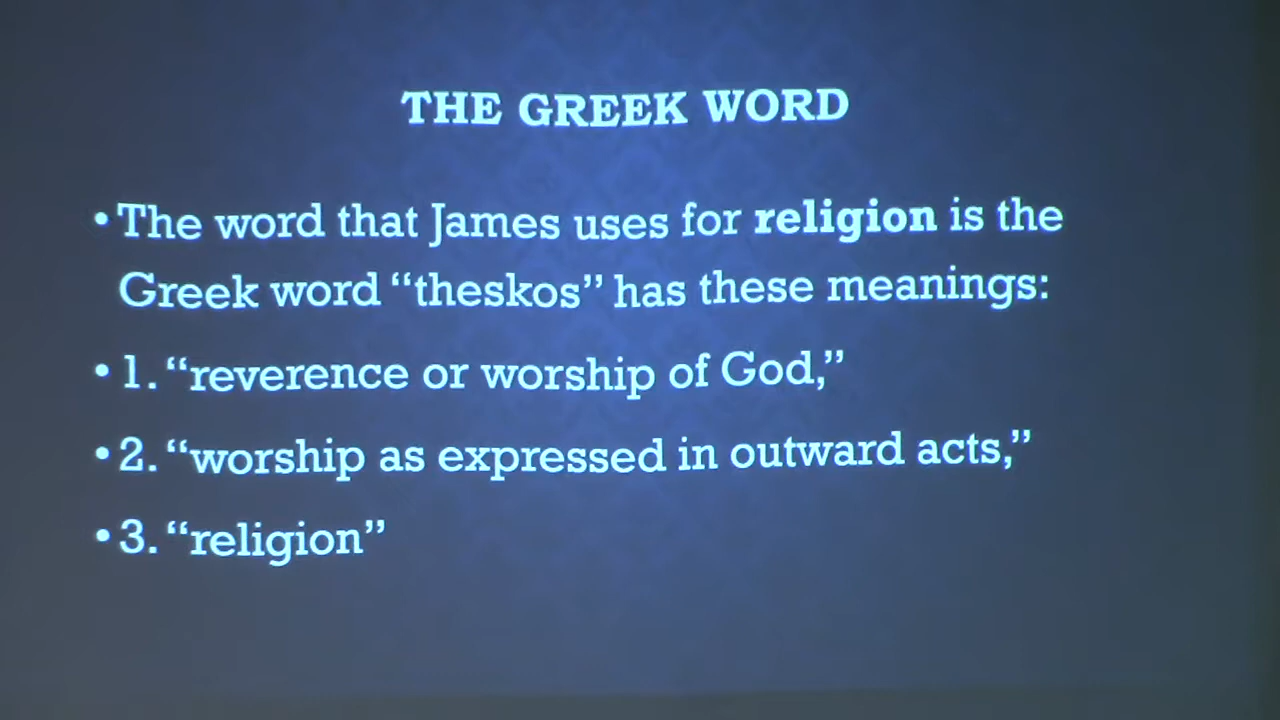 THE GREEK WORD
• The word that James uses for religion is the
Greek word “theskos” has these meanings:
• 1. “reverence or worship of God,”
• 2. “worship as expressed in outward acts,”
• 3. “religion”